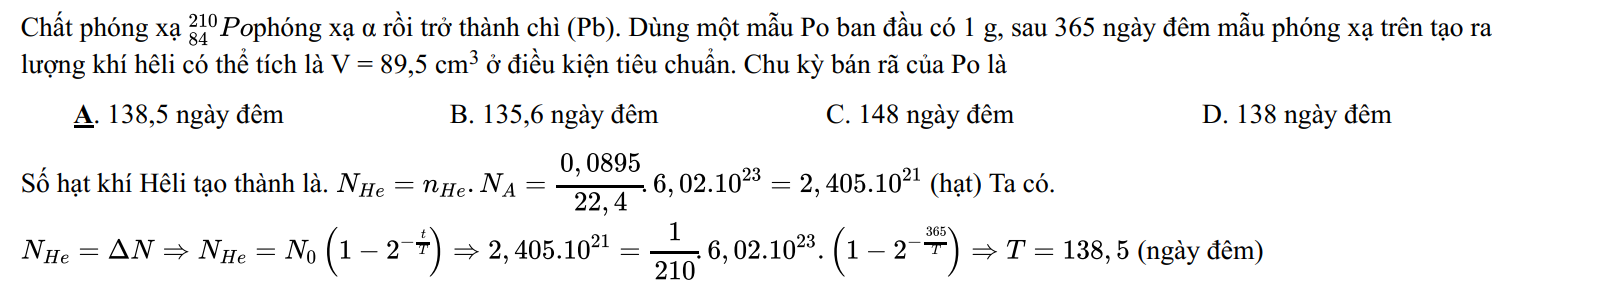 Chất phóng xạ $^{210}_{84}Po$phóng xạ α rồi trở thành chì (Pb). Dùng một mẫu Po ban đầu có 1 g, sau 365 ngày đêm mẫu phóng xạ trên tạo ra
lượng khí hêli có thể tích là V = 89,5 cm³ ở điều kiện tiêu chuẩn. Chu kỳ bán rã của Po là
A. 138,5 ngày đêm B. 135,6 ngày đêm C. 148 ngày đêm D. 138 ngày đêm
Số hạt khí Hêli tạo thành là. $N_{He} = n_{He}.N_A = \frac{0,0895}{22,4}.6,02.10^{23} = 2,405.10^{21}$ (hạt) Ta có.
$N_{He} = \Delta N \Rightarrow N_{He} = N_0\left(1 - 2^{-\frac{t}{T}}\right) \Rightarrow 2,405.10^{21} = \frac{1}{210}.6,02.10^{23}.\left(1 - 2^{-\frac{365}{T}}\right) \Rightarrow T = 138,5$ (ngày đêm)